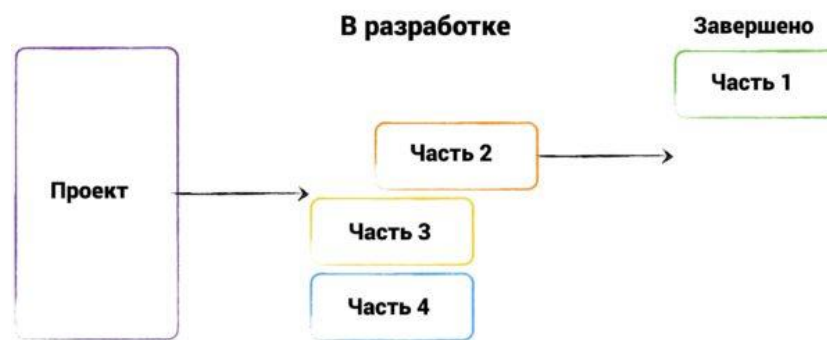 В разработке
Завершено
Часть 1
Часть 2
Проект
Часть 3
Часть 4